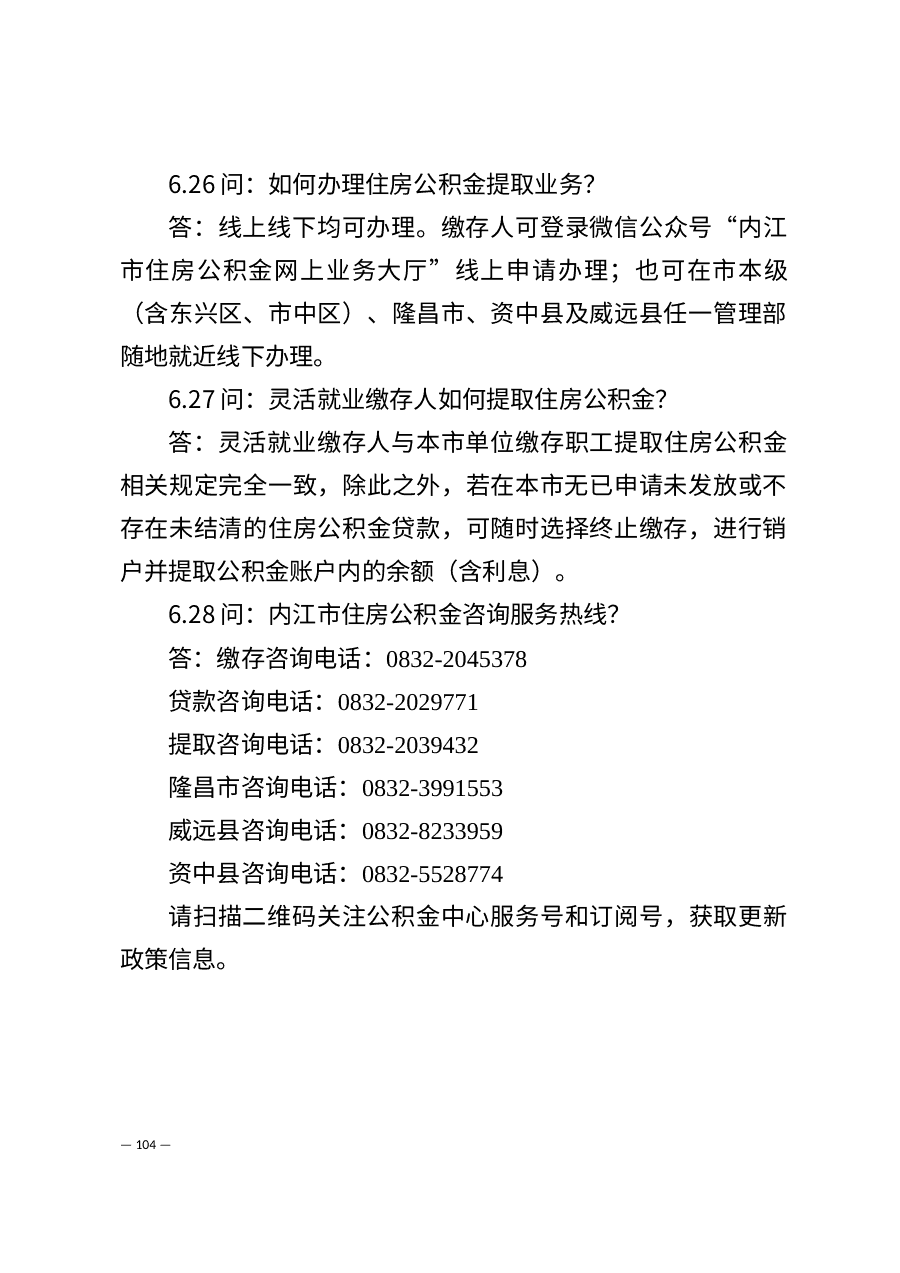 6.26 问：如何办理住房公积金提取业务？
答：线上线下均可办理。缴存人可登录微信公众号“内江
市住房公积金网上业务大厅”线上申请办理；也可在市本级
（含东兴区、市中区）、隆昌市、资中县及威远县任一管理部
随地就近线下办理。
6.27 问：灵活就业缴存人如何提取住房公积金？
答：灵活就业缴存人与本市单位缴存职工提取住房公积金
相关规定完全一致，除此之外，若在本市无已申请未发放或不
存在未结清的住房公积金贷款，可随时选择终止缴存，进行销
户并提取公积金账户内的余额（含利息）。
6.28 问：内江市住房公积金咨询服务热线？
答：缴存咨询电话：0832-2045378
贷款咨询电话：0832-2029771
提取咨询电话：0832-2039432
隆昌市咨询电话：0832-3991553
威远县咨询电话：0832-8233959
资中县咨询电话：0832-5528774
请扫描二维码关注公积金中心服务号和订阅号，获取更新
政策信息。
— 104 —